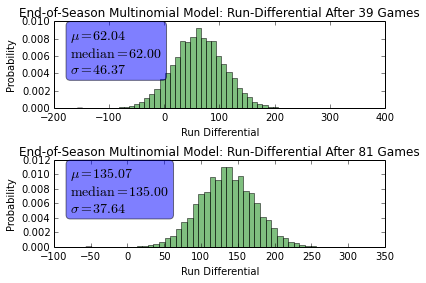 End-of-Season Multinomial Model: Run-Differential After 39 Games
0.010
0.008
0.006
0.004
0.002
0.000
Probability
μ = 62.04
median = 62.00
σ = 46.37
−200 −100 0 100 200 300 400
Run Differential
End-of-Season Multinomial Model: Run-Differential After 81 Games
0.012
0.010
0.008
0.006
0.004
0.002
0.000
Probability
μ = 135.07
median = 135.00
σ = 37.64
−100 −50 0 50 100 150 200 250 300 350
Run Differential